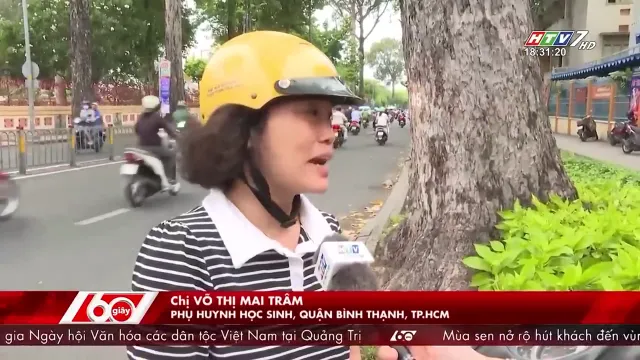 HTV7 HD
18:31:20
HTV
60 giây
Chị VÕ THỊ MAI TRÂM
PHỤ HUYNH HỌC SINH, QUẬN BÌNH THẠNH, TP.HCM
gia Ngày hội Văn hóa các dân tộc Việt Nam tại Quảng Trị 60 Mùa sen nở rộ hút khách đến vù